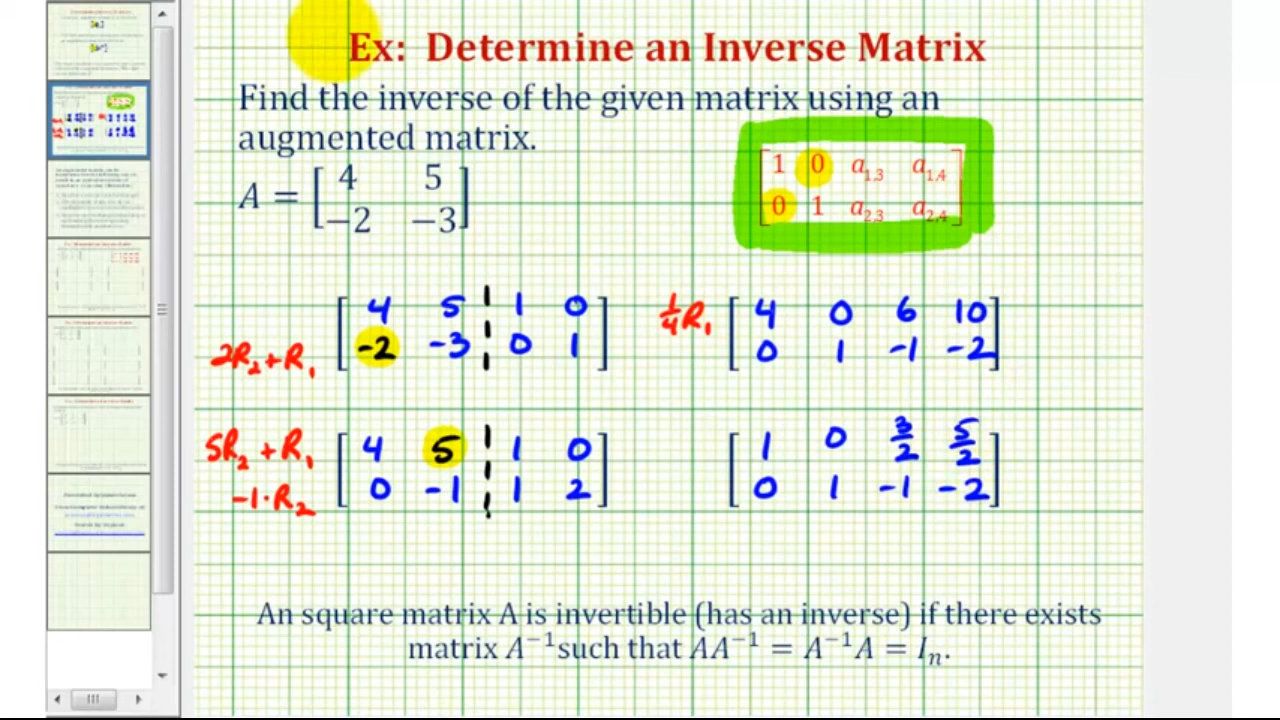 Ex: Determine an Inverse Matrix
Find the inverse of the given matrix using an
augmented matrix.
A = [4 5
−2 −3]
[1 0 a1,3 a1,4
0 1 a2,3 a2,4]
[4 5 | 1 0
2R2 + R1 -2 -3 | 0 1]
5R2 + R1 [4 5 | 1 0
-1·R2 0 -1 | 1 2]
1/4 R1 [4 0 6 10
0 1 -1 -2]
[1 0 3/2 5/2
0 1 -1 -2]
An square matrix A is invertible (has an inverse) if there exists
matrix A⁻¹ such that AA⁻¹ = A⁻¹A = Iₙ.